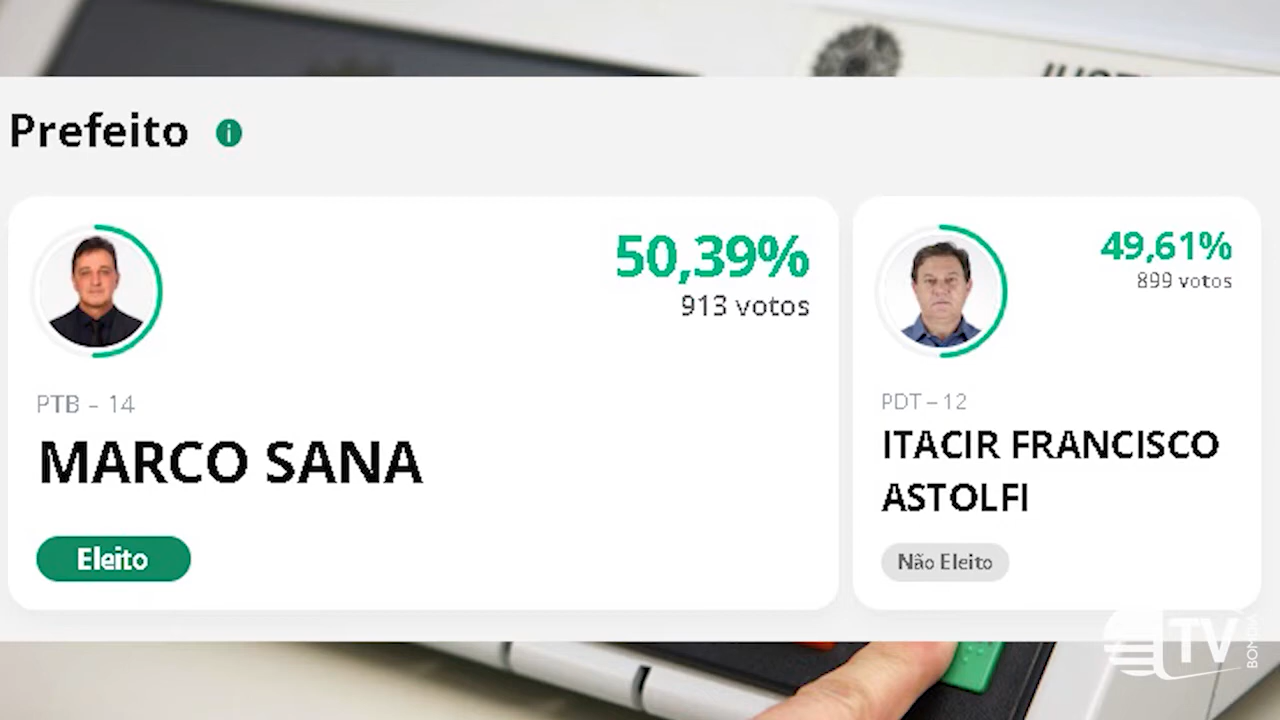 Prefeito
50,39%
913 votos
PTB – 14
MARCO SANA
Eleito
49,61%
899 votos
PDT – 12
ITACIR FRANCISCO
ASTOLFI
Não Eleito
TV